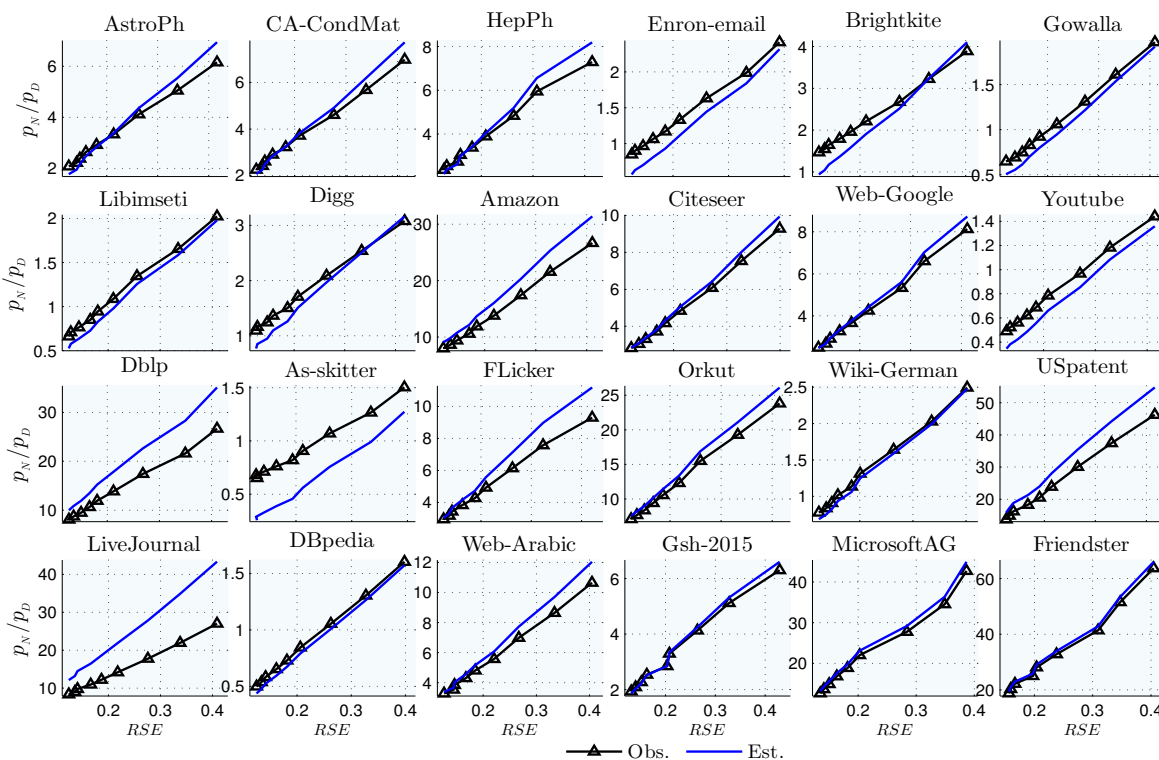 AstroPh CA-CondMat HepPh Enron-email Brightkite Gowalla
p_N/p_D
6 4 2
6 4 2
8 6 4
2 1.5 1
4 3 2 1
1.5 1 0.5
Libimseti Digg Amazon Citeseer Web-Google Youtube
p_N/p_D
2 1.5 1 0.5
3 2 1
30 20 10
10 8 6 4
8 6 4
1.4 1.2 1 0.8 0.6 0.4
Dblp As-skitter FLicker Orkut Wiki-German USpatent
p_N/p_D
30 20 10
1.5 1 0.5
10 8 6 4
25 20 15 10
2.5 2 1.5 1
50 40 30 20
LiveJournal DBpedia Web-Arabic Gsh-2015 MicrosoftAG Friendster
p_N/p_D
40 30 20 10
1.5 1 0.5
12 10 8 6 4
6 4 2
40 30 20
60 40 20
0.2 0.3 0.4 0.2 0.3 0.4 0.2 0.3 0.4 0.2 0.3 0.4 0.2 0.3 0.4 0.2 0.3 0.4
RSE RSE RSE RSE RSE RSE
Obs. Est.